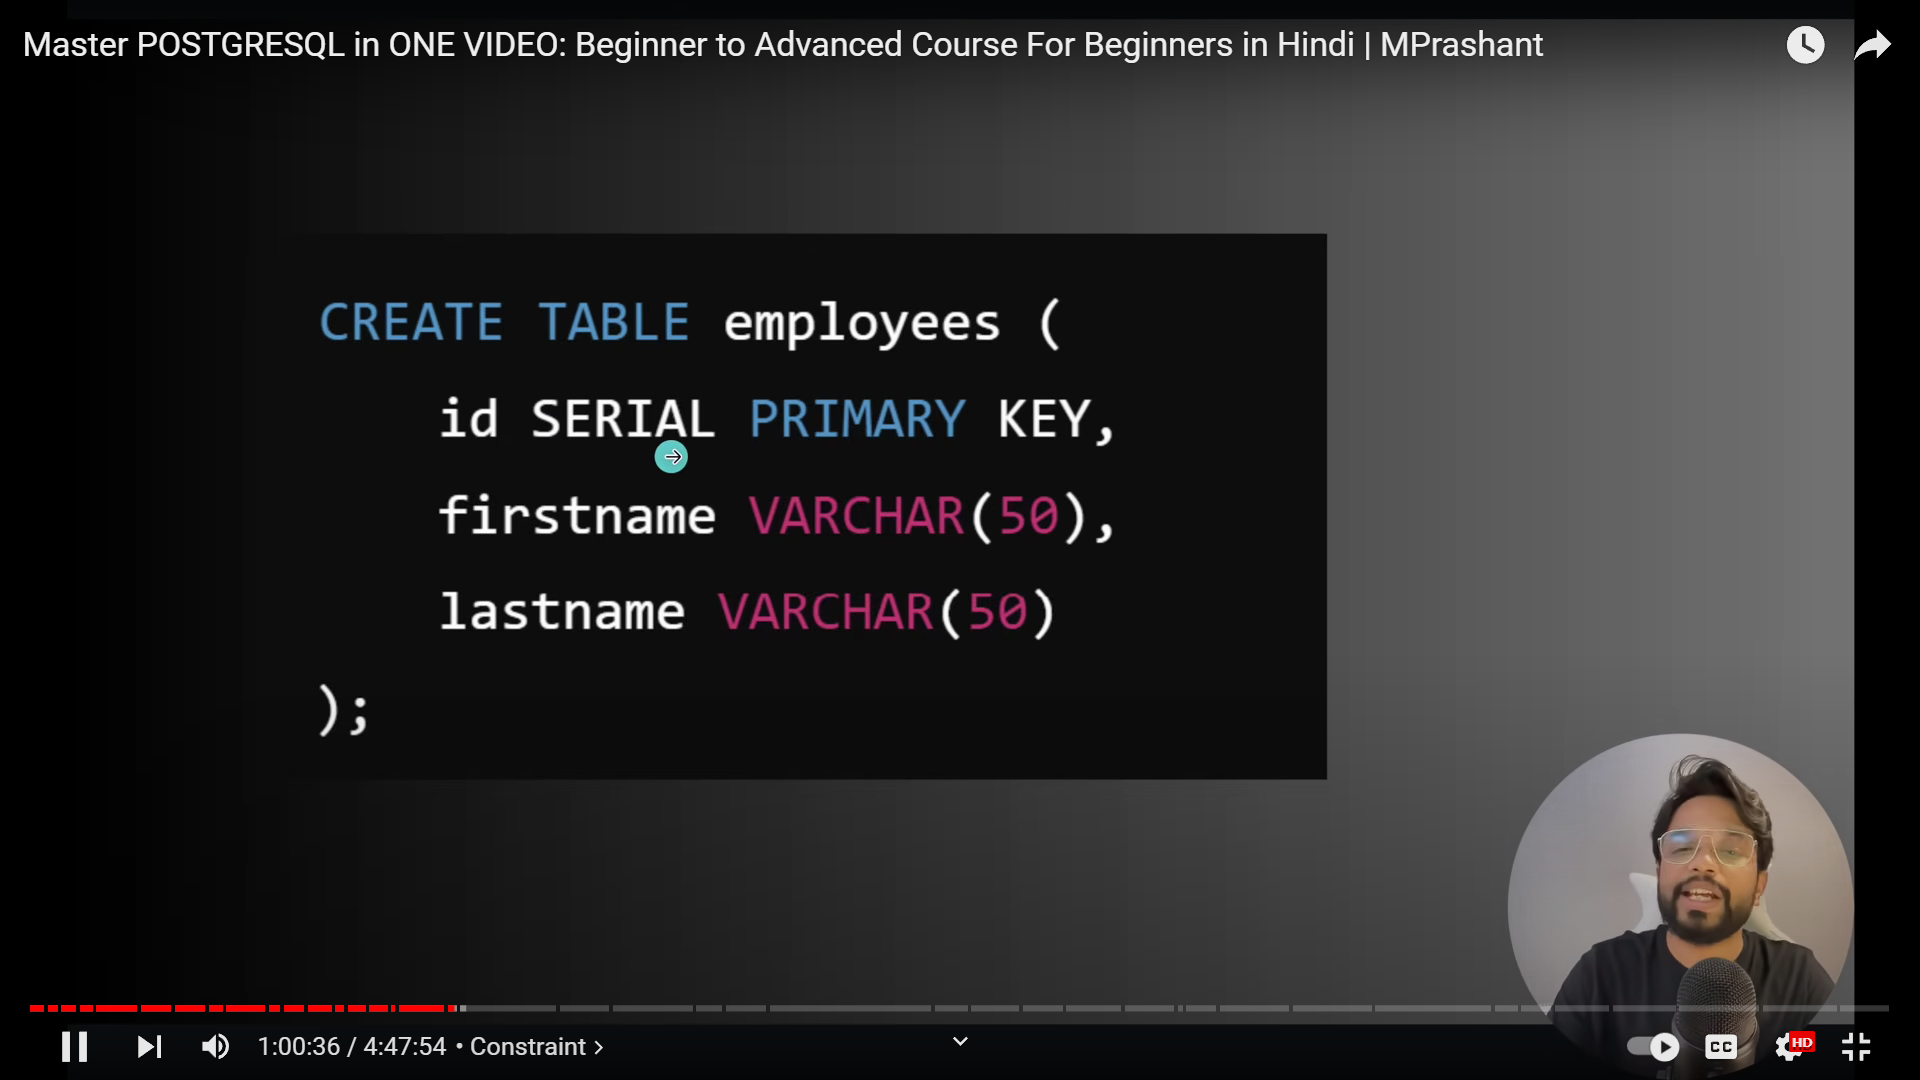 Master POSTGRESQL in ONE VIDEO: Beginner to Advanced Course For Beginners in Hindi | MPrashant
CREATE TABLE employees (
id SERIAL PRIMARY KEY,
firstname VARCHAR(50),
lastname VARCHAR(50)
);
1:00:36 / 4:47:54 • Constraint >
CC
HD